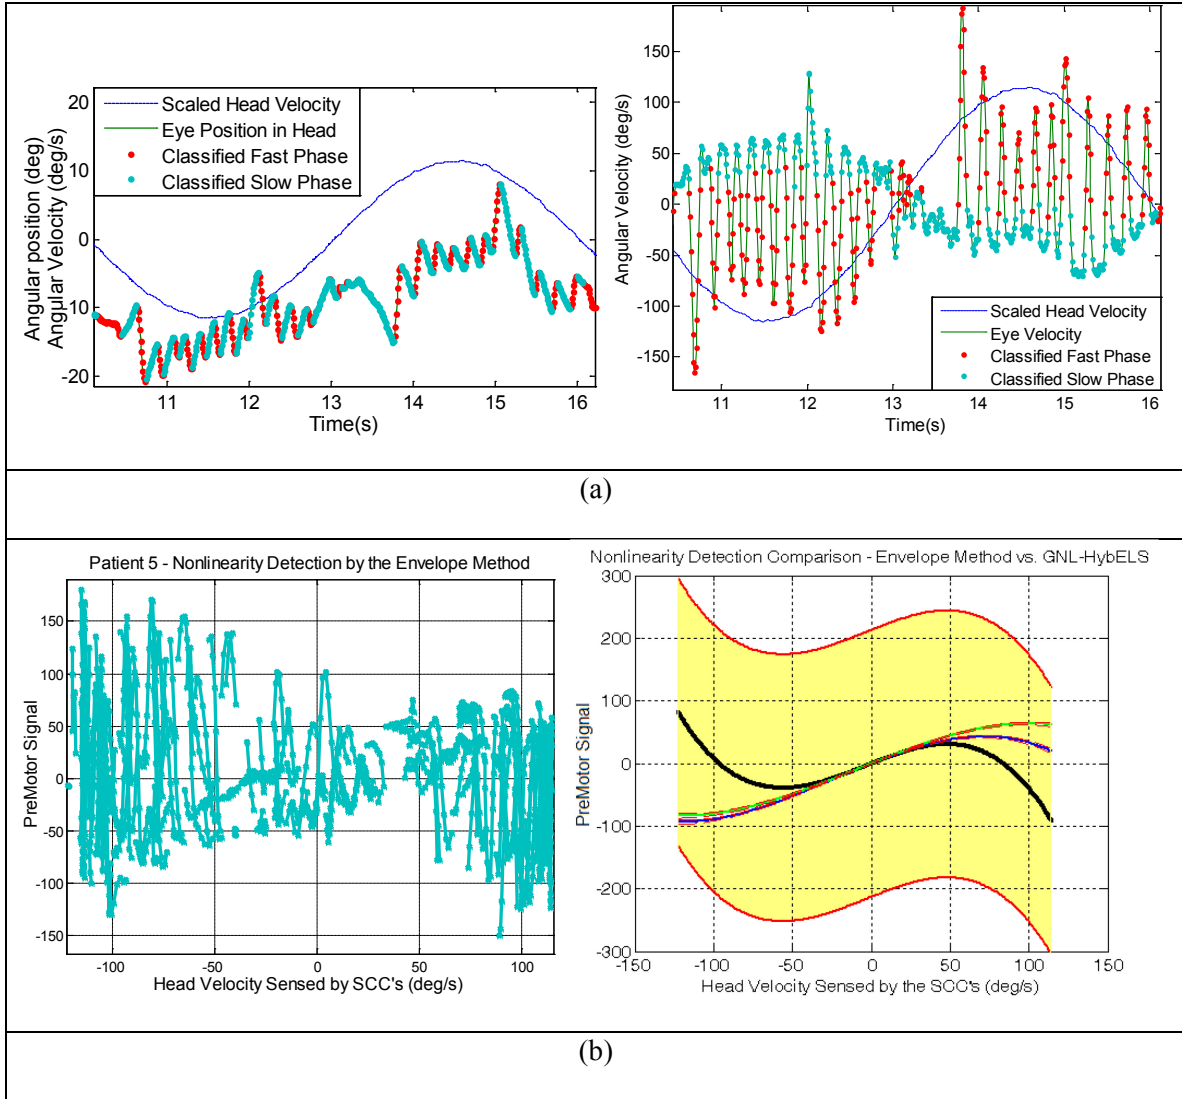 Angular position (deg)
Angular Velocity (deg/s)
20
10
0
-10
-20
Scaled Head Velocity
Eye Position in Head
Classified Fast Phase
Classified Slow Phase
11
12
13
14
15
16
Time(s)
Angular Velocity (deg/s)
150
100
50
0
-50
-100
-150
Scaled Head Velocity
Eye Velocity
Classified Fast Phase
Classified Slow Phase
11
12
13
14
15
16
Time(s)
(a)
Patient 5 - Nonlinearity Detection by the Envelope Method
PreMotor Signal
150
100
50
0
-50
-100
-150
-100
-50
0
50
100
Head Velocity Sensed by SCC's (deg/s)
Nonlinearity Detection Comparison - Envelope Method vs. GNL-HybELS
PreMotor Signal
300
200
100
0
-100
-200
-300
-150
-100
-50
0
50
100
150
Head Velocity Sensed by the SCC's (deg/s)
(b)